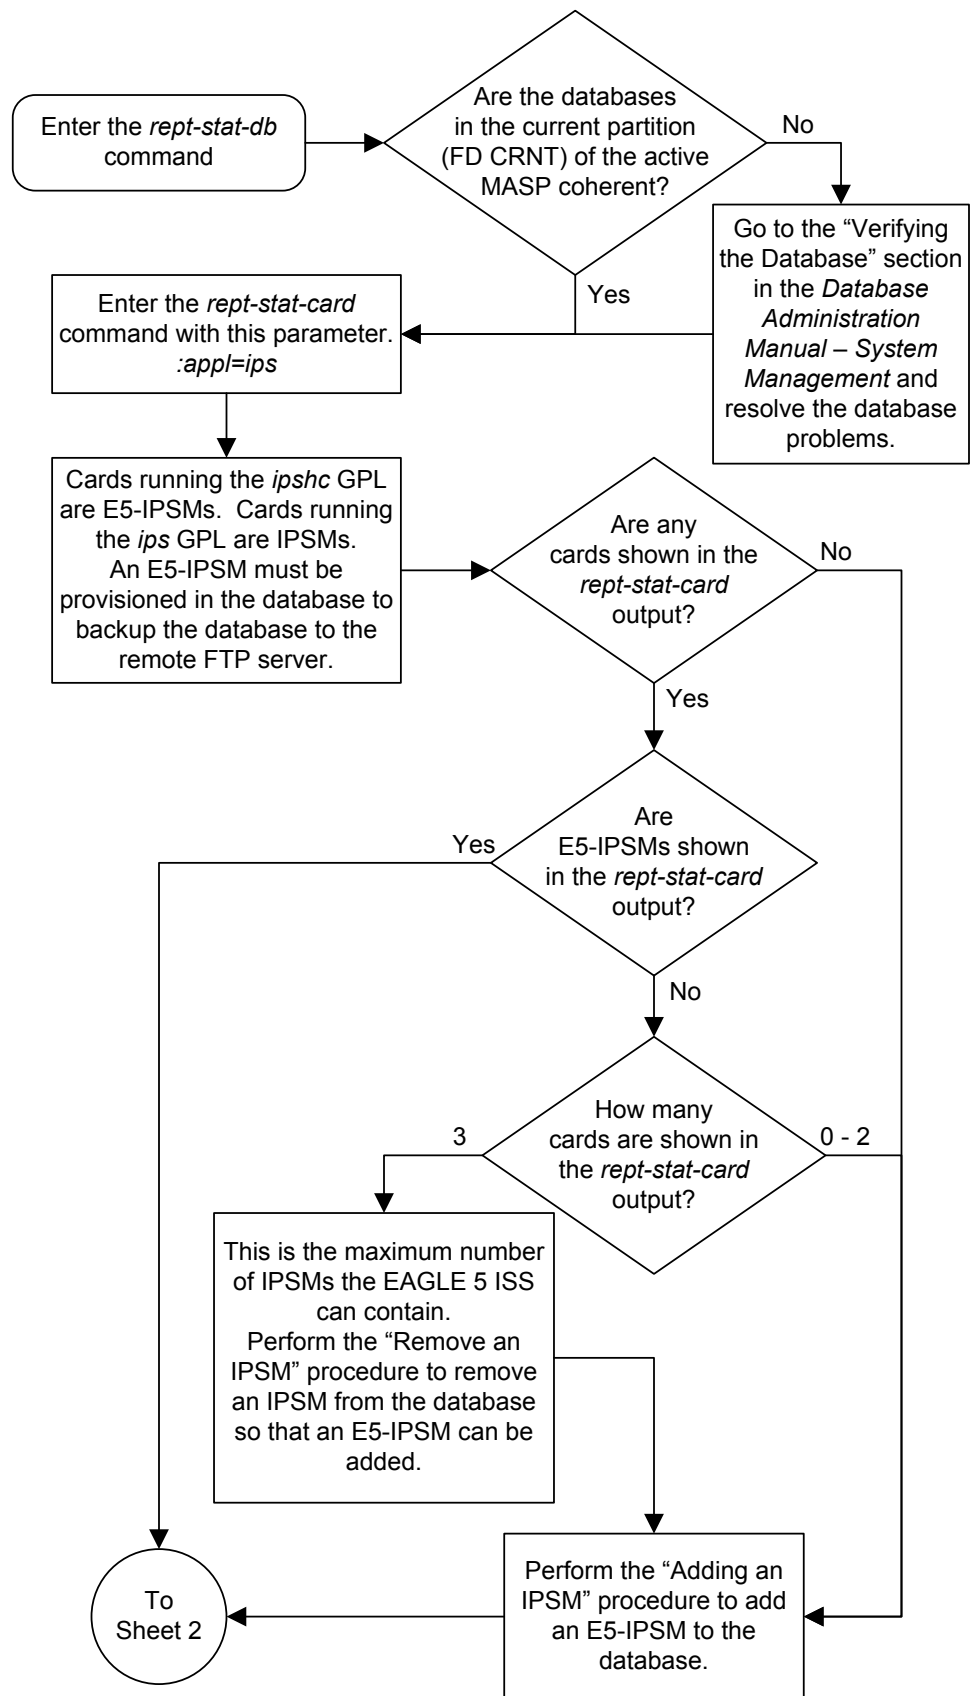 Enter the rept-stat-db
command
Are the databases
in the current partition
(FD CRNT) of the active
MASP coherent?
No
Yes
Go to the “Verifying
the Database” section
in the Database
Administration
Manual – System
Management and
resolve the database
problems.
Enter the rept-stat-card
command with this parameter.
:appl=ips
Cards running the ipshc GPL
are E5-IPSMs.  Cards running
the ips GPL are IPSMs.
An E5-IPSM must be
provisioned in the database to
backup the database to the
remote FTP server.
Are any
cards shown in the
rept-stat-card
output?
No
Yes
Are
E5-IPSMs shown
in the rept-stat-card
output?
Yes
No
How many
cards are shown in
the rept-stat-card
output?
3
0 - 2
This is the maximum number
of IPSMs the EAGLE 5 ISS
can contain.
Perform the “Remove an
IPSM” procedure to remove
an IPSM from the database
so that an E5-IPSM can be
added.
Perform the “Adding an
IPSM” procedure to add
an E5-IPSM to the
database.
To
Sheet 2